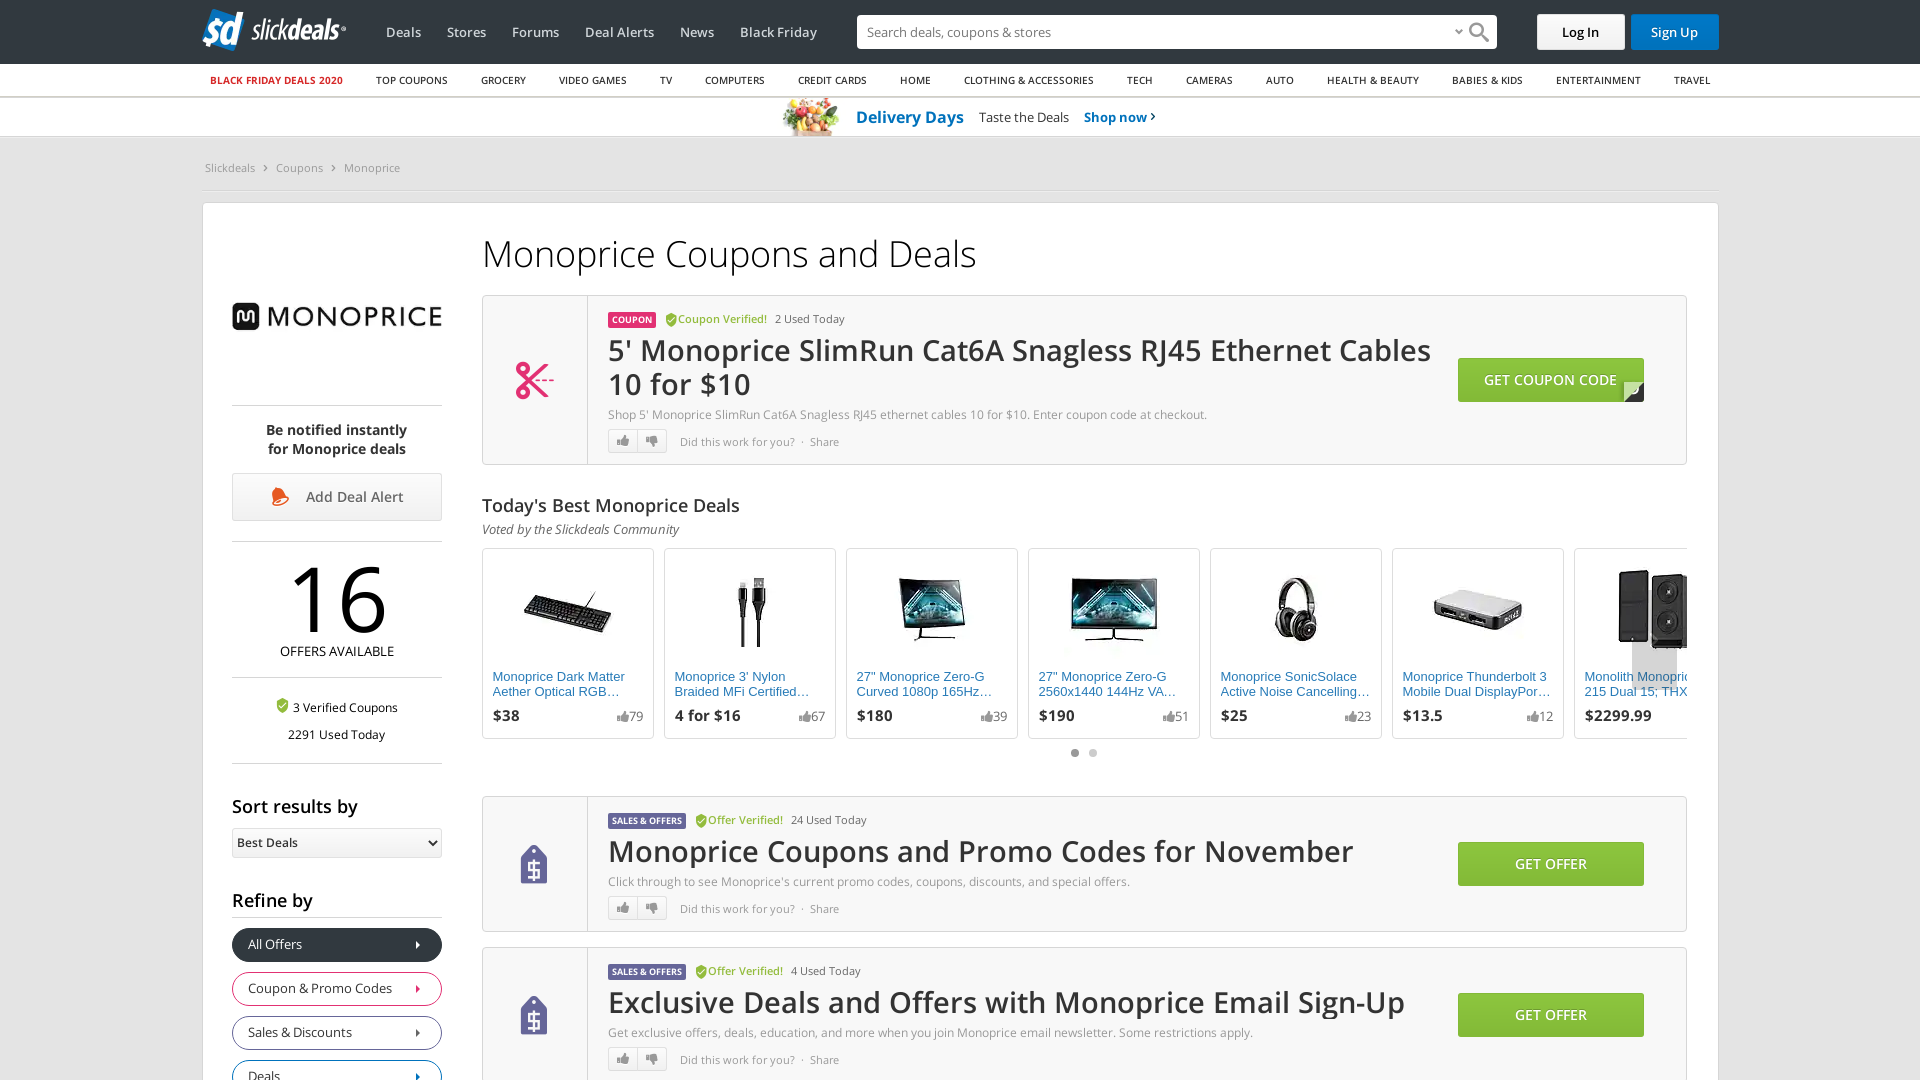 sd slickdeals
Deals
Stores
Forums
Deal Alerts
News
Black Friday
Search deals, coupons & stores
Log In
Sign Up
BLACK FRIDAY DEALS 2020
TOP COUPONS
GROCERY
VIDEO GAMES
TV
COMPUTERS
CREDIT CARDS
HOME
CLOTHING & ACCESSORIES
TECH
CAMERAS
AUTO
HEALTH & BEAUTY
BABIES & KIDS
ENTERTAINMENT
TRAVEL
Delivery Days Taste the Deals Shop now
Slickdeals > Coupons > Monoprice
MONOPRICE
Be notified instantly
for Monoprice deals
Add Deal Alert
16
OFFERS AVAILABLE
3 Verified Coupons
2291 Used Today
Sort results by
Best Deals
Refine by
All Offers
Coupon & Promo Codes
Sales & Discounts
Deals
Monoprice Coupons and Deals
COUPON Coupon Verified! 2 Used Today
5' Monoprice SlimRun Cat6A Snagless RJ45 Ethernet Cables
10 for $10
Shop 5' Monoprice SlimRun Cat6A Snagless RJ45 ethernet cables 10 for $10. Enter coupon code at checkout.
Did this work for you? · Share
GET COUPON CODE
Today's Best Monoprice Deals
Voted by the Slickdeals Community
Monoprice Dark Matter
Aether Optical RGB…
$38 79
Monoprice 3' Nylon
Braided MFi Certified…
4 for $16 67
27" Monoprice Zero-G
Curved 1080p 165Hz…
$180 39
27" Monoprice Zero-G
2560x1440 144Hz VA…
$190 51
Monoprice SonicSolace
Active Noise Cancelling…
$25 23
Monoprice Thunderbolt 3
Mobile Dual DisplayPor…
$13.5 12
Monolith Monopric
215 Dual 15; THX
$2299.99
SALES & OFFERS Offer Verified! 24 Used Today
Monoprice Coupons and Promo Codes for November
Click through to see Monoprice's current promo codes, coupons, discounts, and special offers.
Did this work for you? · Share
GET OFFER
SALES & OFFERS Offer Verified! 4 Used Today
Exclusive Deals and Offers with Monoprice Email Sign-Up
Get exclusive offers, deals, education, and more when you join Monoprice email newsletter. Some restrictions apply.
Did this work for you? · Share
GET OFFER